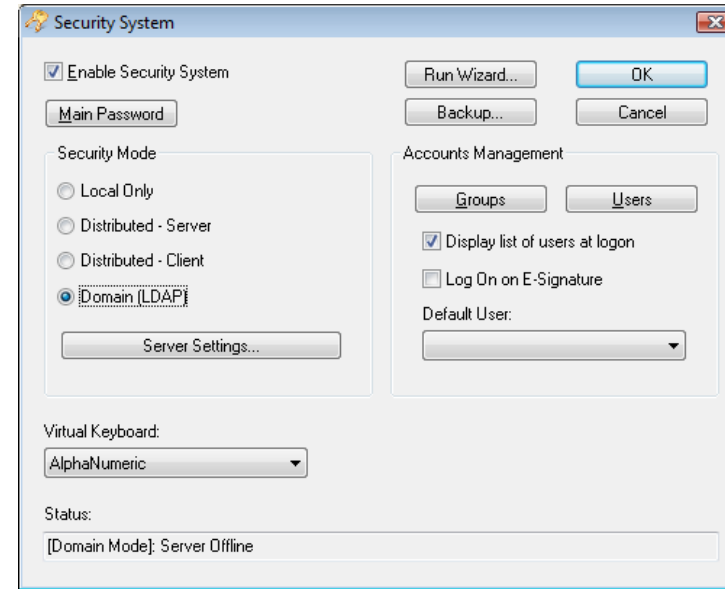 Security System
Enable Security System
Run Wizard...
OK
Main Password
Backup...
Cancel
Security Mode
Local Only
Distributed - Server
Distributed - Client
Domain (LDAP)
Server Settings...
Accounts Management
Groups
Users
Display list of users at logon
Log On on E-Signature
Default User:
Virtual Keyboard:
AlphaNumeric
Status:
[Domain Mode]: Server Offline